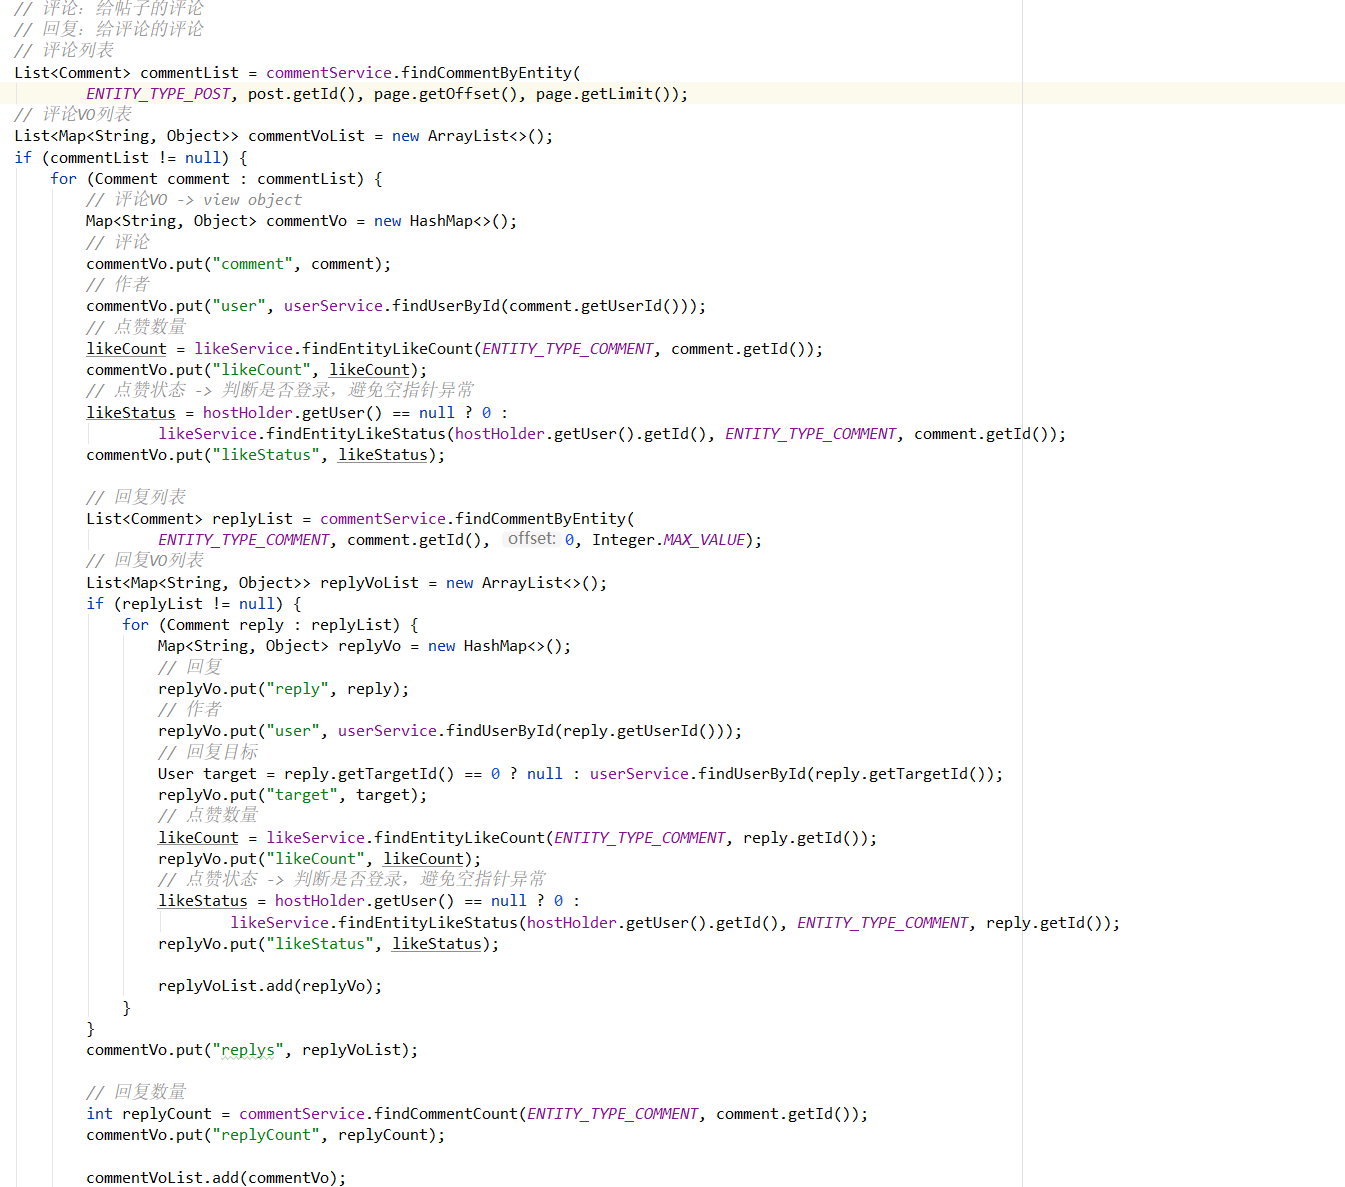 // 评论: 给帖子的评论
// 回复: 给评论的评论
// 评论列表
List<Comment> commentList = commentService.findCommentByEntity(
ENTITY_TYPE_POST, post.getId(), page.getOffset(), page.getLimit());
// 评论VO列表
List<Map<String, Object>> commentVoList = new ArrayList<>();
if (commentList != null) {
for (Comment comment : commentList) {
// 评论VO -> view object
Map<String, Object> commentVo = new HashMap<>();
// 评论
commentVo.put("comment", comment);
// 作者
commentVo.put("user", userService.findUserById(comment.getUserId()));
// 点赞数量
likeCount = likeService.findEntityLikeCount(ENTITY_TYPE_COMMENT, comment.getId());
commentVo.put("likeCount", likeCount);
// 点赞状态 -> 判断是否登录，避免空指针异常
likeStatus = hostHolder.getUser() == null ? 0 :
likeService.findEntityLikeStatus(hostHolder.getUser().getId(), ENTITY_TYPE_COMMENT, comment.getId());
commentVo.put("likeStatus", likeStatus);
// 回复列表
List<Comment> replyList = commentService.findCommentByEntity(
ENTITY_TYPE_COMMENT, comment.getId(), offset: 0, Integer.MAX_VALUE);
// 回复VO列表
List<Map<String, Object>> replyVoList = new ArrayList<>();
if (replyList != null) {
for (Comment reply : replyList) {
Map<String, Object> replyVo = new HashMap<>();
// 回复
replyVo.put("reply", reply);
// 作者
replyVo.put("user", userService.findUserById(reply.getUserId()));
// 回复目标
User target = reply.getTargetId() == 0 ? null : userService.findUserById(reply.getTargetId());
replyVo.put("target", target);
// 点赞数量
likeCount = likeService.findEntityLikeCount(ENTITY_TYPE_COMMENT, reply.getId());
replyVo.put("likeCount", likeCount);
// 点赞状态 -> 判断是否登录，避免空指针异常
likeStatus = hostHolder.getUser() == null ? 0 :
likeService.findEntityLikeStatus(hostHolder.getUser().getId(), ENTITY_TYPE_COMMENT, reply.getId());
replyVo.put("likeStatus", likeStatus);
replyVoList.add(replyVo);
}
}
commentVo.put("replys", replyVoList);
// 回复数量
int replyCount = commentService.findCommentCount(ENTITY_TYPE_COMMENT, comment.getId());
commentVo.put("replyCount", replyCount);
commentVoList.add(commentVo);